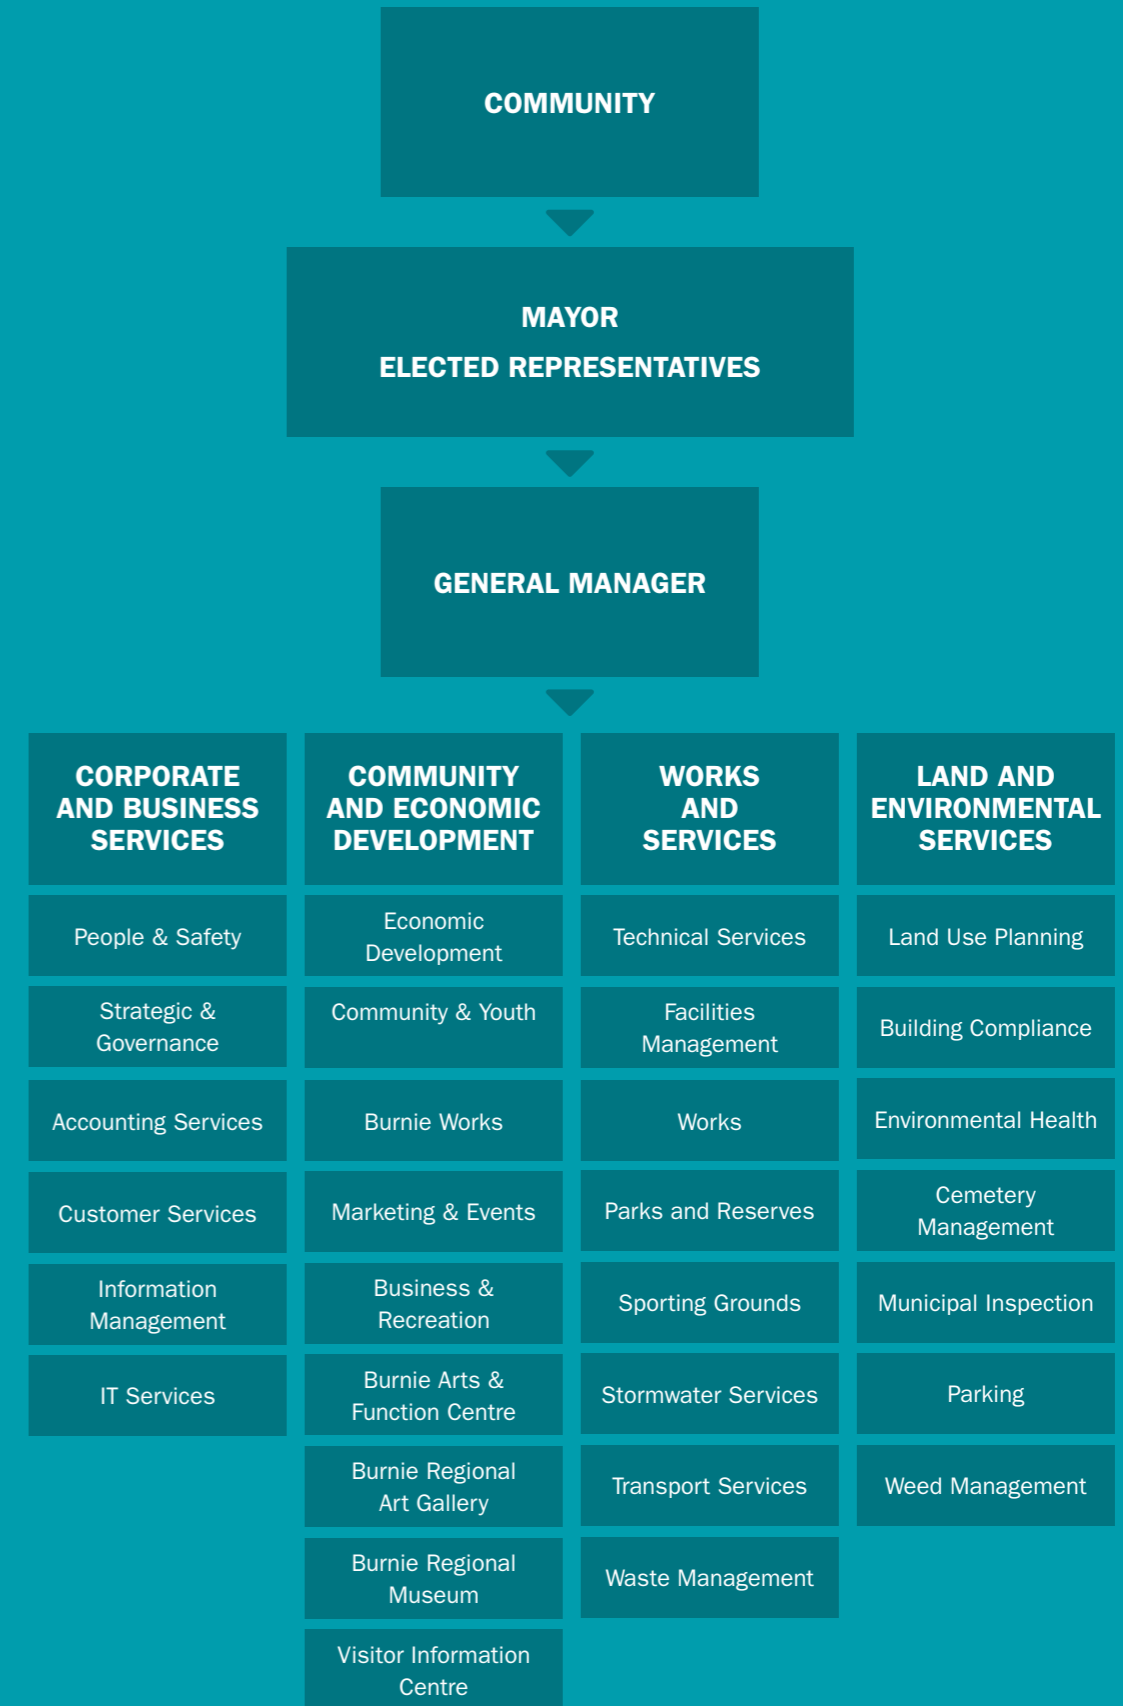 COMMUNITY
MAYOR
ELECTED REPRESENTATIVES
GENERAL MANAGER
CORPORATE
AND BUSINESS
SERVICES
People & Safety
Strategic &
Governance
Accounting Services
Customer Services
Information
Management
IT Services
COMMUNITY
AND ECONOMIC
DEVELOPMENT
Economic
Development
Community & Youth
Burnie Works
Marketing & Events
Business &
Recreation
Burnie Arts &
Function Centre
Burnie Regional
Art Gallery
Burnie Regional
Museum
Visitor Information
Centre
WORKS
AND
SERVICES
Technical Services
Facilities
Management
Works
Parks and Reserves
Sporting Grounds
Stormwater Services
Transport Services
Waste Management
LAND AND
ENVIRONMENTAL
SERVICES
Land Use Planning
Building Compliance
Environmental Health
Cemetery
Management
Municipal Inspection
Parking
Weed Management